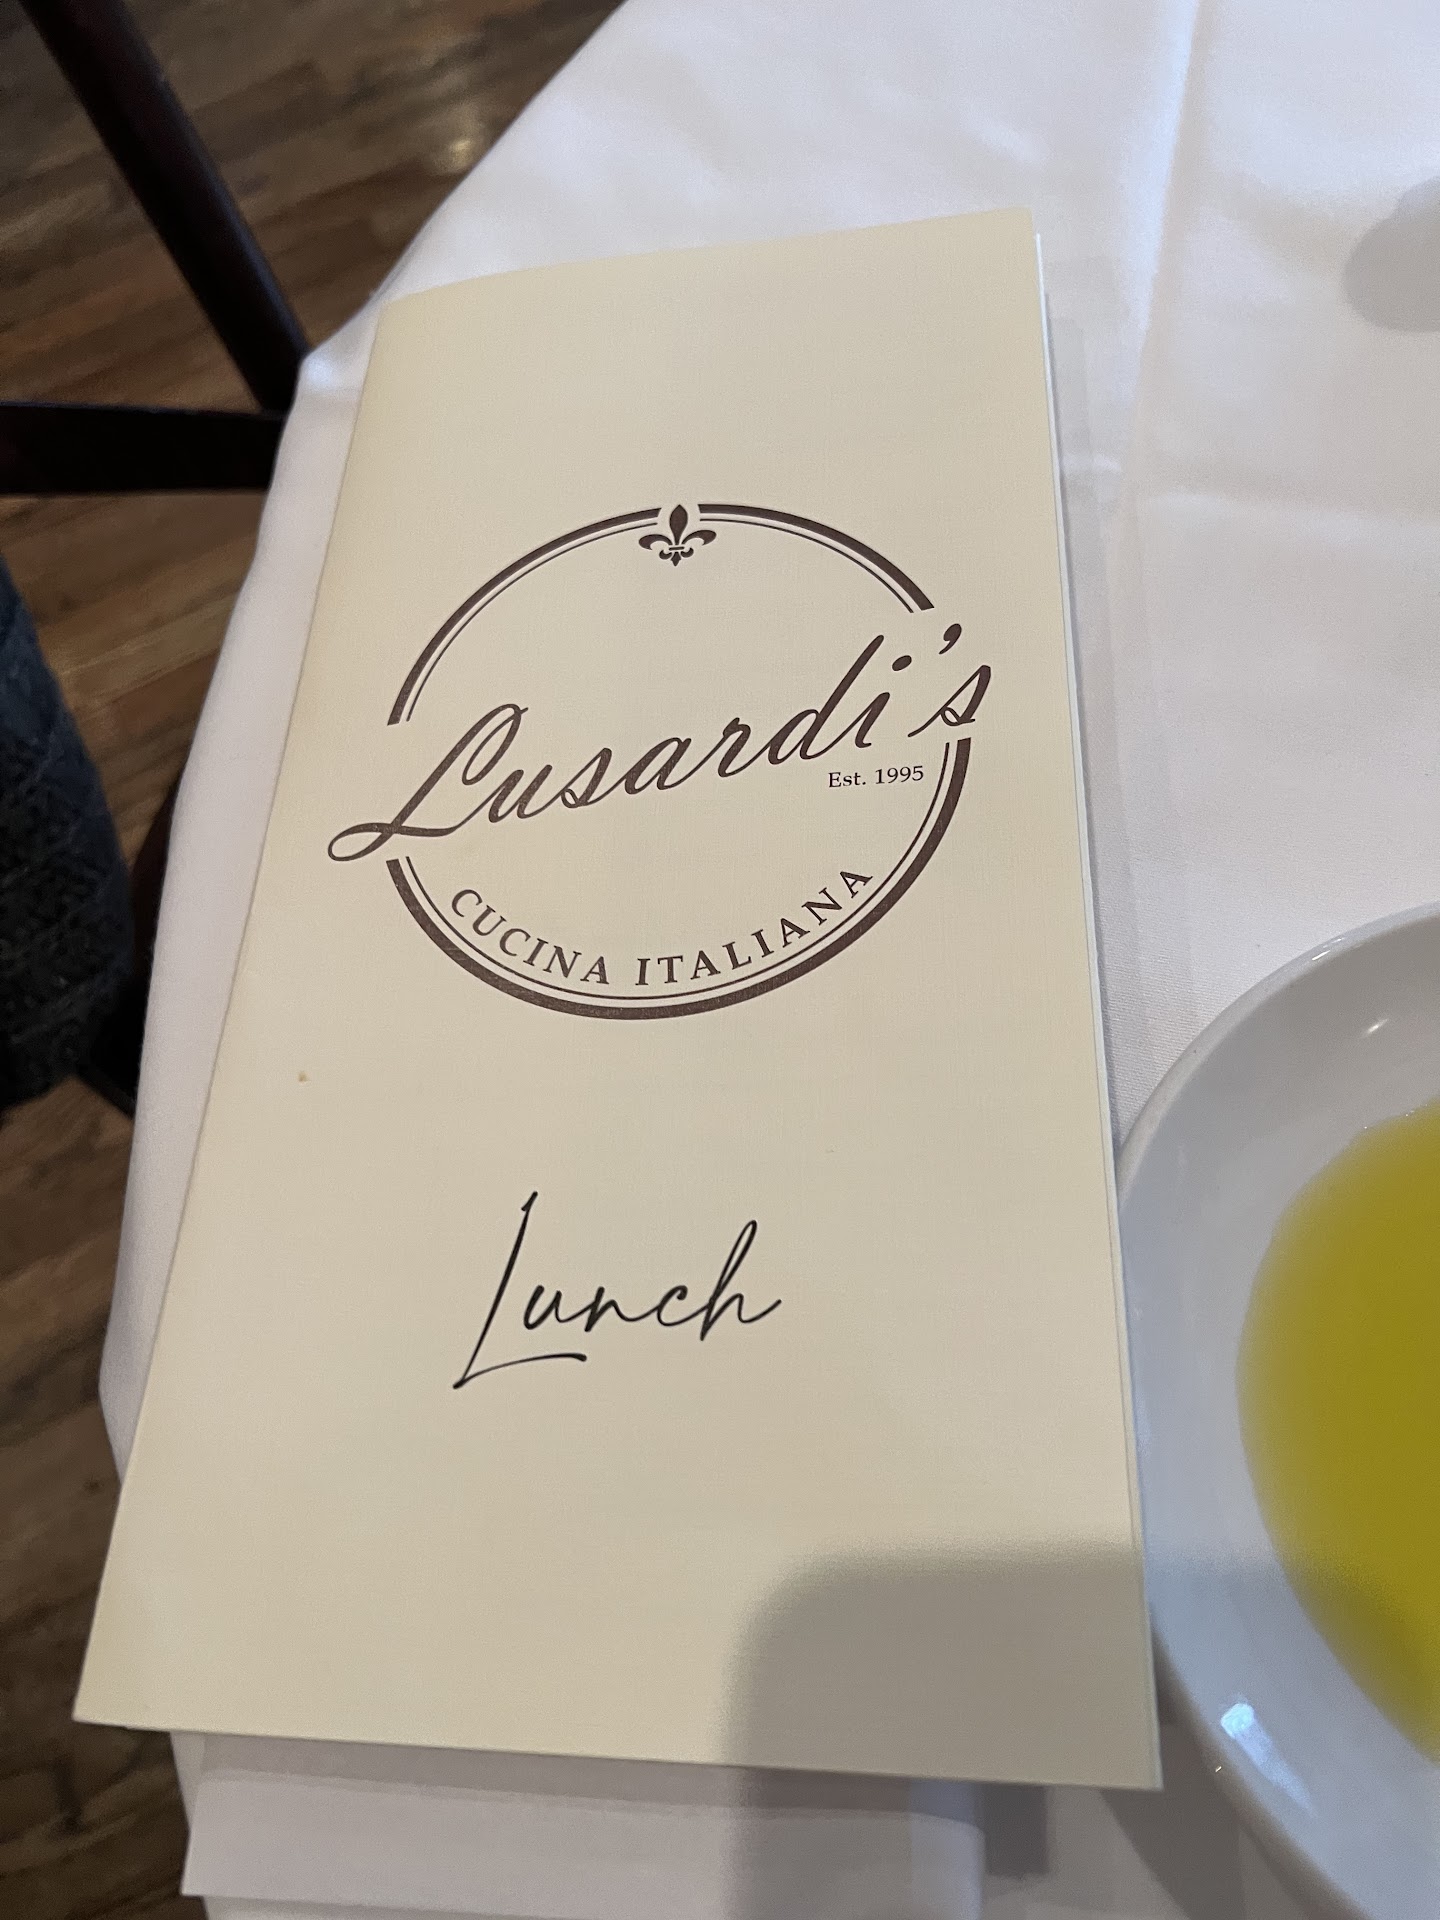 Lusardi's
Est. 1995
CUCINA ITALIANA
Lunch